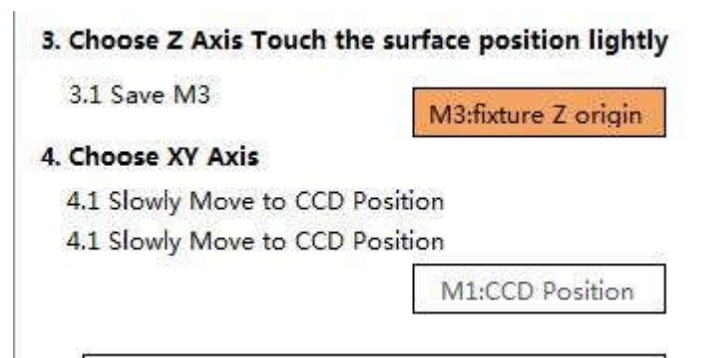 3. Choose Z Axis Touch the surface position lightly
3.1 Save M3
M3:fixture Z origin
4. Choose XY Axis
4.1 Slowly Move to CCD Position
4.1 Slowly Move to CCD Position
M1:CCD Position